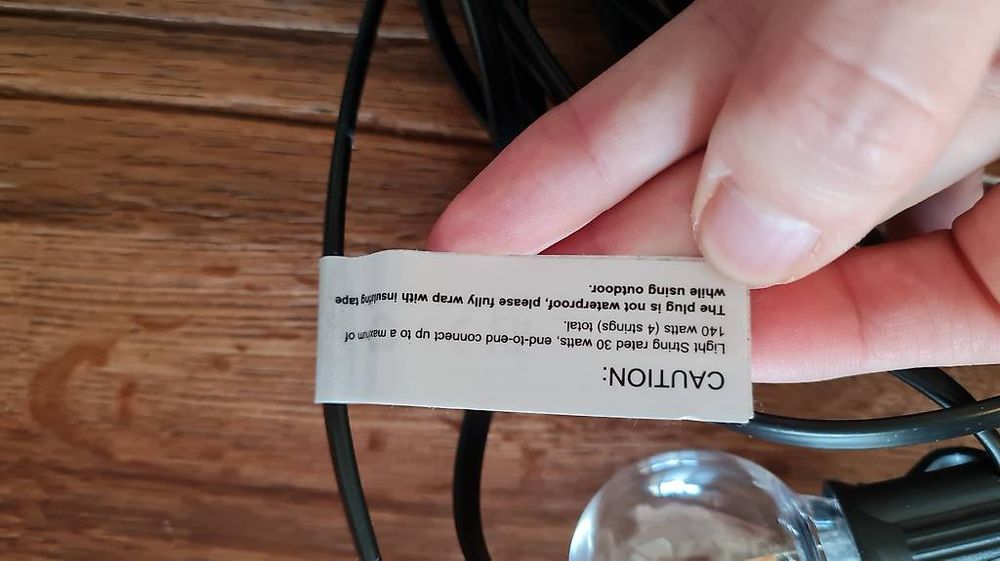 CAUTION:
Light String rated 30 watts, end-to-end connect up to a maximum of
140 watts (4) strings) total.
The plug is not waterproof, please fully wrap with insulating tape
while using outdoor.